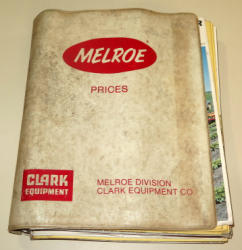 MELROE
PRICES
CLARK
EQUIPMENT
MELROE DIVISION
CLARK EQUIPMENT CO